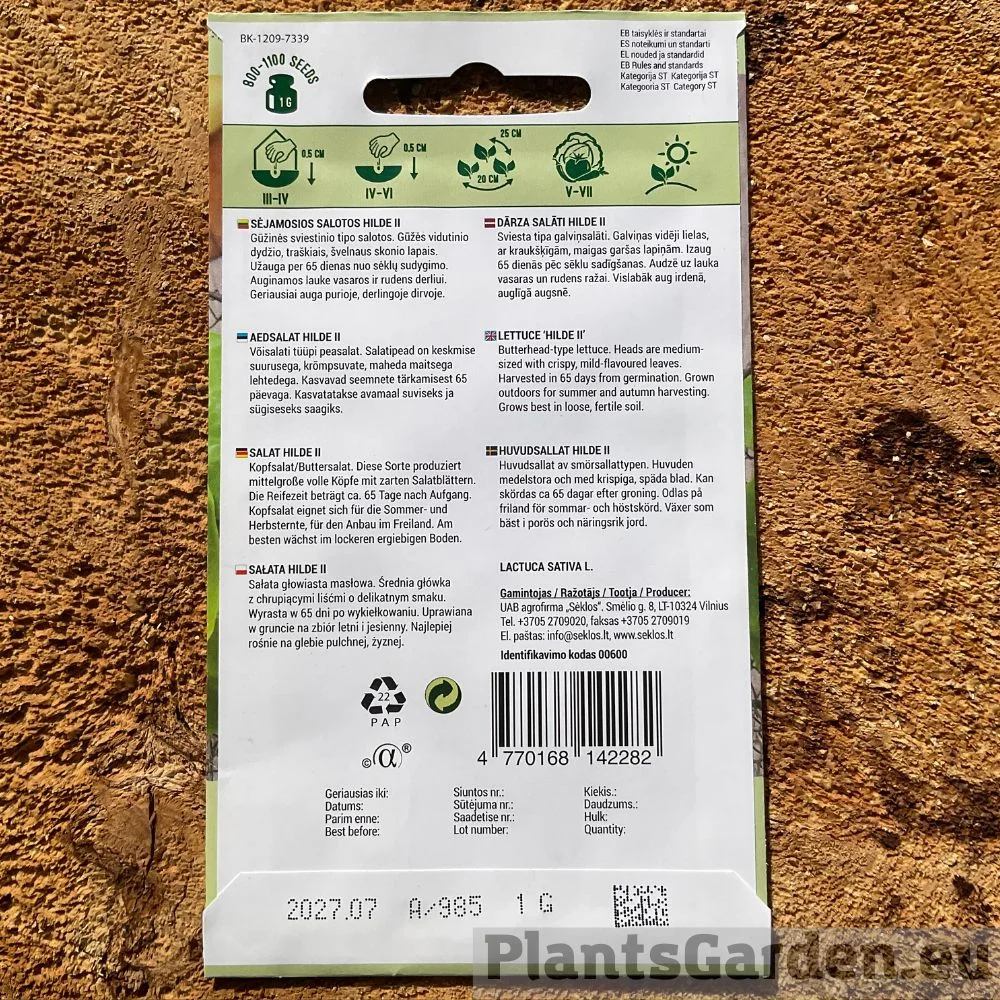 BK-1209-7339
800-1100 SEEDS
1 G
EB taisyklės ir standartai
ES noteikumi un standarti
EL nouded ja standardid
EB Rules and standards
Kategorija ST Kategorija ST
Kategooria ST Category ST
0.5 CM
III-IV
0.5 CM
IV-VI
25 CM
20 CM
V-VII
SĖJAMOSIOS SALOTOS HILDE II
Gūžinės sviestinio tipo salotos. Gūžės vidutinio
dydžio, traškiais, švelnaus skonio lapais.
Užauga per 65 dienas nuo sėklų sudygimo.
Auginamos lauke vasaros ir rudens derliui.
Geriausiai auga purioje, derlingoje dirvoje.
DĀRZA SALĀTI HILDE II
Sviesta tipa galviņsalāti. Galviņas vidēji lielas,
ar kraukšķīgām, maigas garšas lapiņām. Izaug
65 dienās pēc sēklu sadīgšanas. Audzē uz lauka
vasaras un rudens ražai. Vislabāk aug irdenā,
auglīgā augsnē.
AEDSALAT HILDE II
Võisalati tüüpi peasalat. Salatipead on keskmise
suurusega, krõmpsuvate, maheda maitsega
lehtedega. Kasvavad seemnete tärkamisest 65
päevaga. Kasvatatakse avamaal suviseks ja
sügiseseks saagiks.
LETTUCE ‘HILDE II’
Butterhead-type lettuce. Heads are medium-
sized with crispy, mild-flavoured leaves.
Harvested in 65 days from germination. Grown
outdoors for summer and autumn harvesting.
Grows best in loose, fertile soil.
SALAT HILDE II
Kopfsalat/Buttersalat. Diese Sorte produziert
mittelgroße volle Köpfe mit zarten Salatblättern.
Die Reifezeit beträgt ca. 65 Tage nach Aufgang.
Kopfsalat eignet sich für die Sommer- und
Herbsternte, für den Anbau im Freiland. Am
besten wächst im lockeren ergiebigen Boden.
HUVUDSALLAT HILDE II
Huvudsallat av smörsallattypen. Huvuden
medelstora och med krispiga, späda blad. Kan
skördas ca 65 dagar efter groning. Odlas på
friland för sommar- och höstskörd. Växer som
bäst i porös och näringsrik jord.
SAŁATA HILDE II
Sałata głowiasta masłowa. Średnia główka
z chrupiącymi liśćmi o delikatnym smaku.
Wyrasta w 65 dni po wykiełkowaniu. Uprawiana
w gruncie na zbiór letni i jesienny. Najlepiej
rośnie na glebie pulchnej, żyznej.
LACTUCA SATIVA L.
Gamintojas / Ražotājs / Tootja / Producer:
UAB agrofirma „Sėklos“. Smėlio g. 8, LT-10324 Vilnius
Tel. +3705 2709020, faksas +3705 2709019
El. paštas: info@seklos.lt, www.seklos.lt
Identifikavimo kodas 00600
22
PAP
©(α)®
4 770168 142282
Geriausias iki:
Datums:
Parim enne:
Best before:
Siuntos nr.:
Sūtējuma nr.:
Saadetise nr.:
Lot number:
Kiekis.:
Daudzums.:
Hulk:
Quantity:
2027.07 A/985 1 G
PlantsGarden.eu